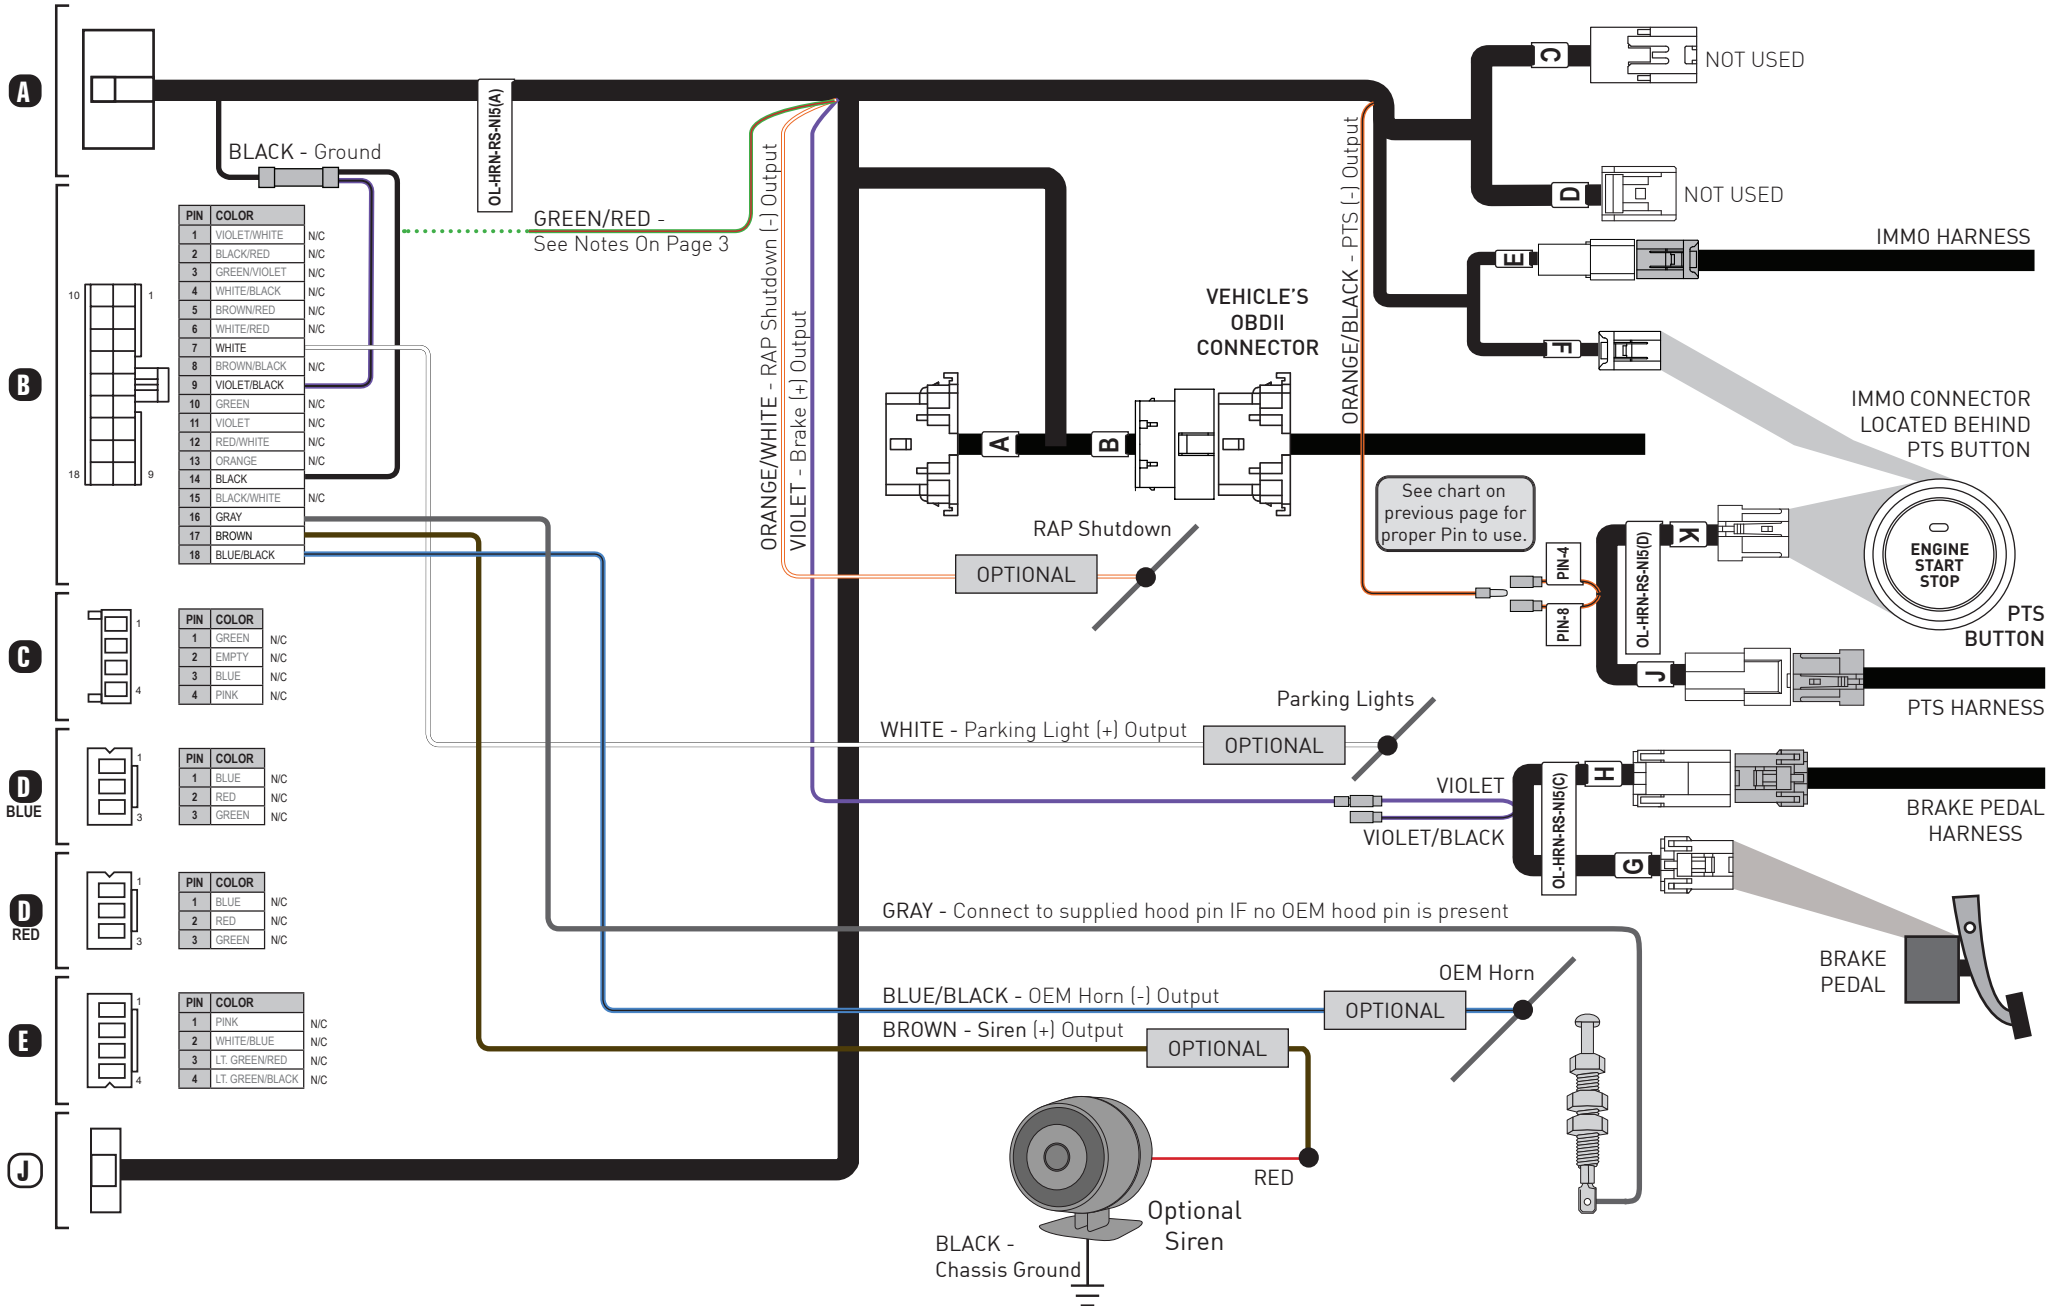 A
OL-HRN-RS-NI5(A)
BLACK - Ground
GREEN/RED -
See Notes On Page 3
ORANGE/WHITE - RAP Shutdown (-) Output
VIOLET - Brake (+) Output
ORANGE/BLACK - PTS (-) Output
C
NOT USED
D
NOT USED
E
IMMO HARNESS
F
IMMO CONNECTOR
LOCATED BEHIND
PTS BUTTON
VEHICLE'S
OBDII
CONNECTOR
A
B
B
10
1
18
9
PIN COLOR
1 VIOLET/WHITE N/C
2 BLACK/RED N/C
3 GREEN/VIOLET N/C
4 WHITE/BLACK N/C
5 BROWN/RED N/C
6 WHITE/RED N/C
7 WHITE
8 BROWN/BLACK N/C
9 VIOLET/BLACK
10 GREEN N/C
11 VIOLET N/C
12 RED/WHITE N/C
13 ORANGE N/C
14 BLACK
15 BLACK/WHITE N/C
16 GRAY
17 BROWN
18 BLUE/BLACK
RAP Shutdown
OPTIONAL
See chart on
previous page for
proper Pin to use.
PIN-4
PIN-8
OL-HRN-RS-NI5(D)
K
J
ENGINE
START
STOP
PTS
BUTTON
PTS HARNESS
C
1
4
PIN COLOR
1 GREEN N/C
2 EMPTY N/C
3 BLUE N/C
4 PINK N/C
Parking Lights
WHITE - Parking Light (+) Output
OPTIONAL
D
BLUE
1
3
PIN COLOR
1 BLUE N/C
2 RED N/C
3 GREEN N/C
VIOLET
VIOLET/BLACK
OL-HRN-RS-NI5(C)
H
G
BRAKE PEDAL
HARNESS
BRAKE
PEDAL
D
RED
1
3
PIN COLOR
1 BLUE N/C
2 RED N/C
3 GREEN N/C
GRAY - Connect to supplied hood pin IF no OEM hood pin is present
OEM Horn
BLUE/BLACK - OEM Horn (-) Output
OPTIONAL
BROWN - Siren (+) Output
OPTIONAL
E
1
4
PIN COLOR
1 PINK N/C
2 WHITE/BLUE N/C
3 LT. GREEN/RED N/C
4 LT. GREEN/BLACK N/C
J
RED
Optional
Siren
BLACK -
Chassis Ground